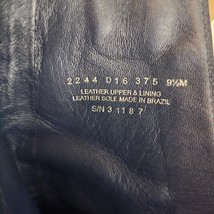 2244 D16 375 9½M
LEATHER UPPER & LINING
LEATHER SOLE MADE IN BRAZIL
S/N 31187